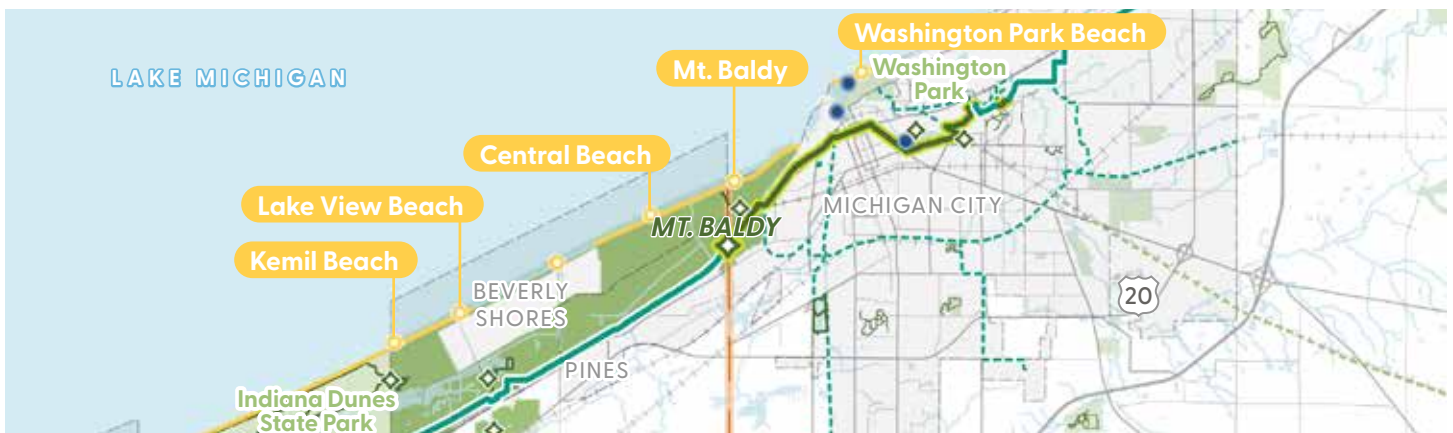 Washington Park Beach
LAKE MICHIGAN
Mt. Baldy
Washington
Park
Central Beach
Lake View Beach
MICHIGAN CITY
MT. BALDY
Kemil Beach
BEVERLY
SHORES
20
PINES
Indiana Dunes
State Park